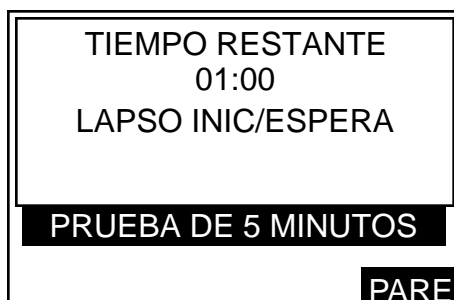 TIEMPO RESTANTE
01:00
LAPSO INIC/ESPERA
PRUEBA DE 5 MINUTOS
PARE